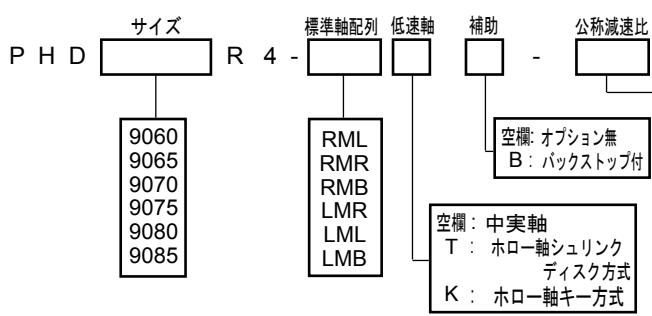 サイズ 標準軸配列 低速軸 補助 公称減速比
P H D R 4 - -
9060
9065
9070
9075
9080
9085
RML
RMR
RMB
LMR
LML
LMB
空欄: オプション無
B : バックストップ付
空欄 : 中実軸
T : ホロー軸シュリンク
ディスク方式
K : ホロー軸キー方式